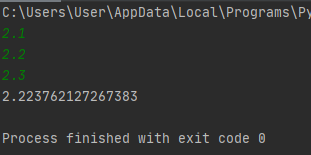 C:\Users\User\AppData\Local\Programs\Py
2.1
2.2
2.3
2.223762127267383
Process finished with exit code 0